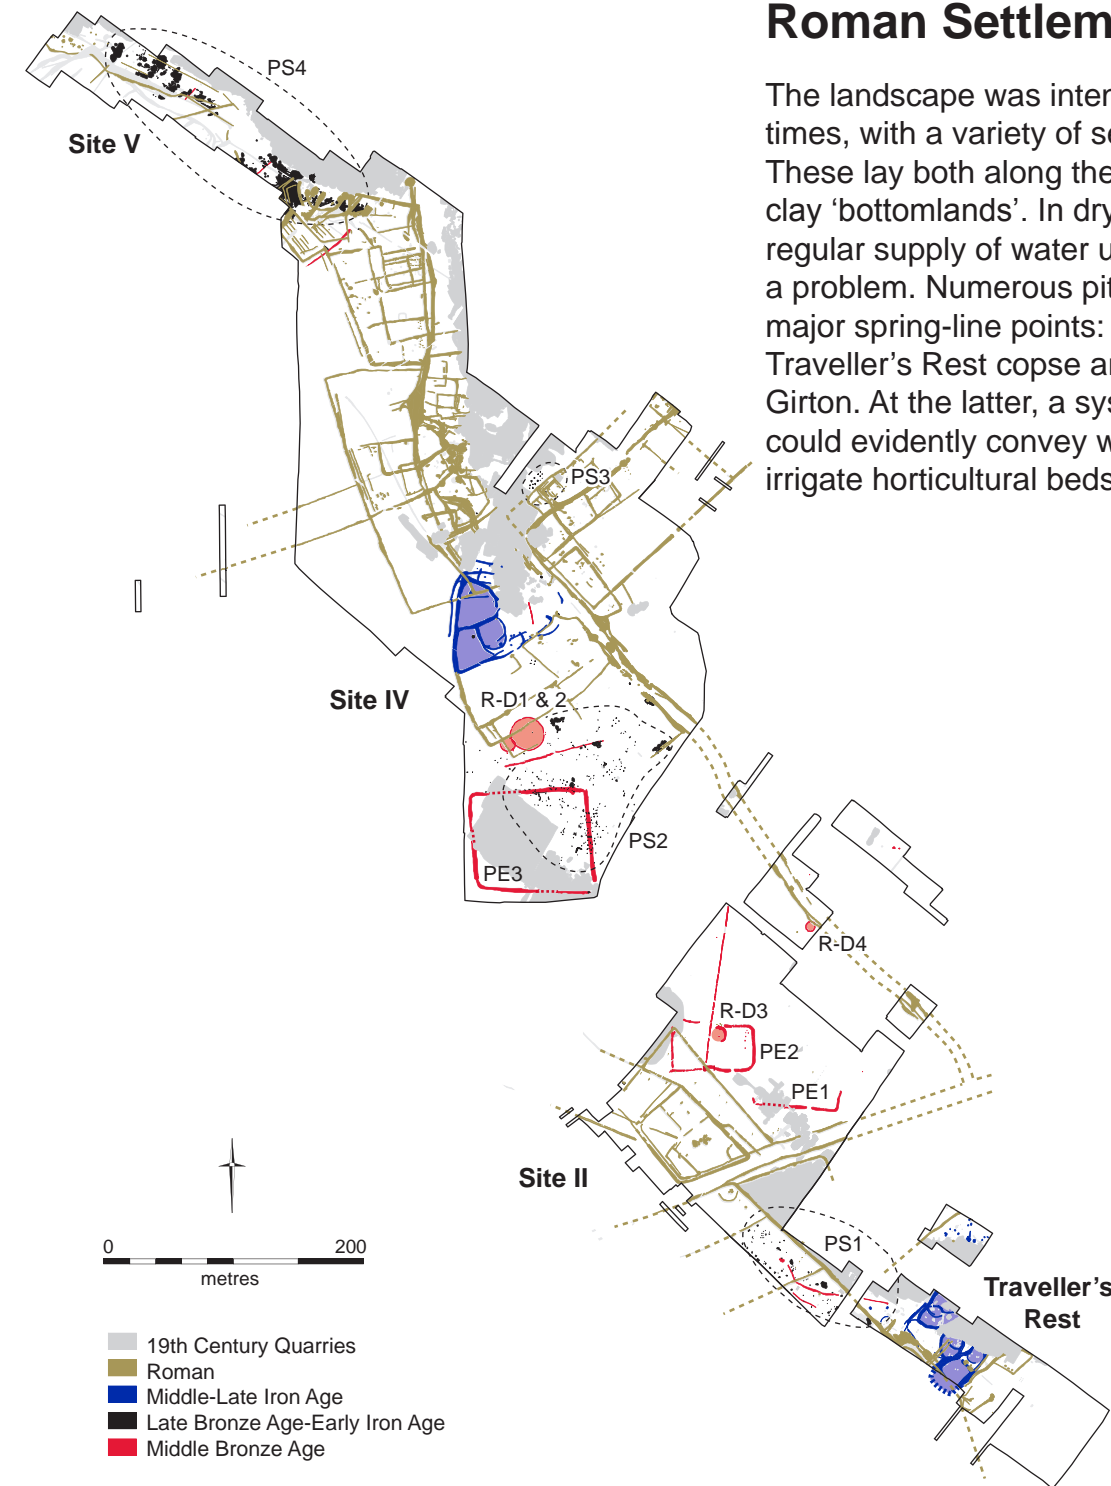 Roman Settlem
The landscape was inter
times, with a variety of se
These lay both along the
clay ‘bottomlands’. In dry
regular supply of water u
a problem. Numerous pit
major spring-line points:
Traveller’s Rest copse ar
Girton. At the latter, a sys
could evidently convey w
irrigate horticultural beds
PS4
Site V
PS3
Site IV
R-D1 & 2
PS2
PE3
R-D4
R-D3
PE2
PE1
Site II
PS1
Traveller’s
Rest
0 200
metres
19th Century Quarries
Roman
Middle-Late Iron Age
Late Bronze Age-Early Iron Age
Middle Bronze Age